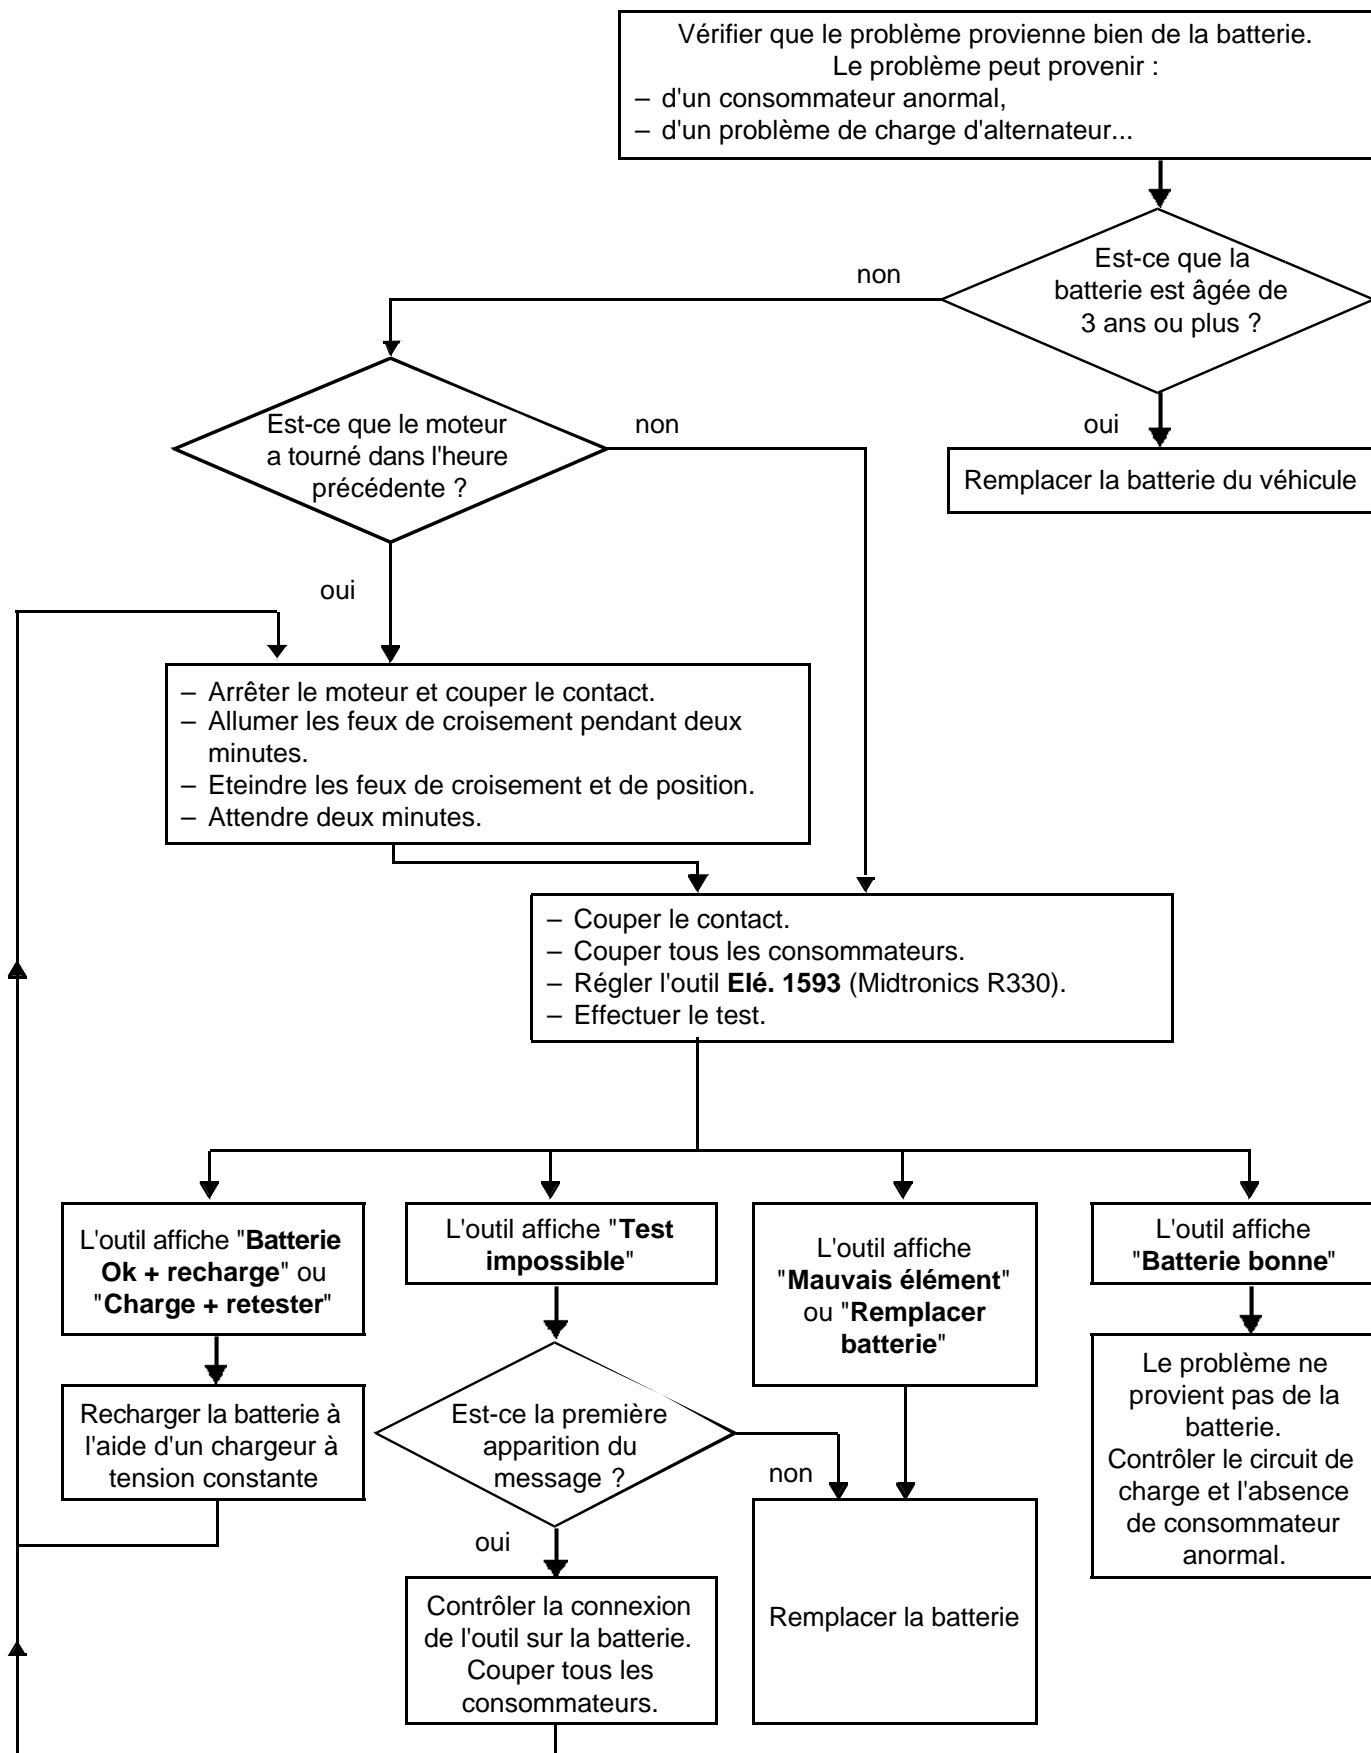 Vérifier que le problème provienne bien de la batterie.
Le problème peut provenir :
– d'un consommateur anormal,
– d'un problème de charge d'alternateur...
Est-ce que la
batterie est âgée de
3 ans ou plus ?
non
oui
Remplacer la batterie du véhicule
Est-ce que le moteur
a tourné dans l'heure
précédente ?
non
oui
– Arrêter le moteur et couper le contact.
– Allumer les feux de croisement pendant deux
minutes.
– Eteindre les feux de croisement et de position.
– Attendre deux minutes.
– Couper le contact.
– Couper tous les consommateurs.
– Régler l'outil Elé. 1593 (Midtronics R330).
– Effectuer le test.
L'outil affiche "Batterie
Ok + recharge" ou
"Charge + retester"
Recharger la batterie à
l'aide d'un chargeur à
tension constante
L'outil affiche "Test
impossible"
Est-ce la première
apparition du
message ?
non
oui
Contrôler la connexion
de l'outil sur la batterie.
Couper tous les
consommateurs.
L'outil affiche
"Mauvais élément"
ou "Remplacer
batterie"
Remplacer la batterie
L'outil affiche
"Batterie bonne"
Le problème ne
provient pas de la
batterie.
Contrôler le circuit de
charge et l'absence
de consommateur
anormal.